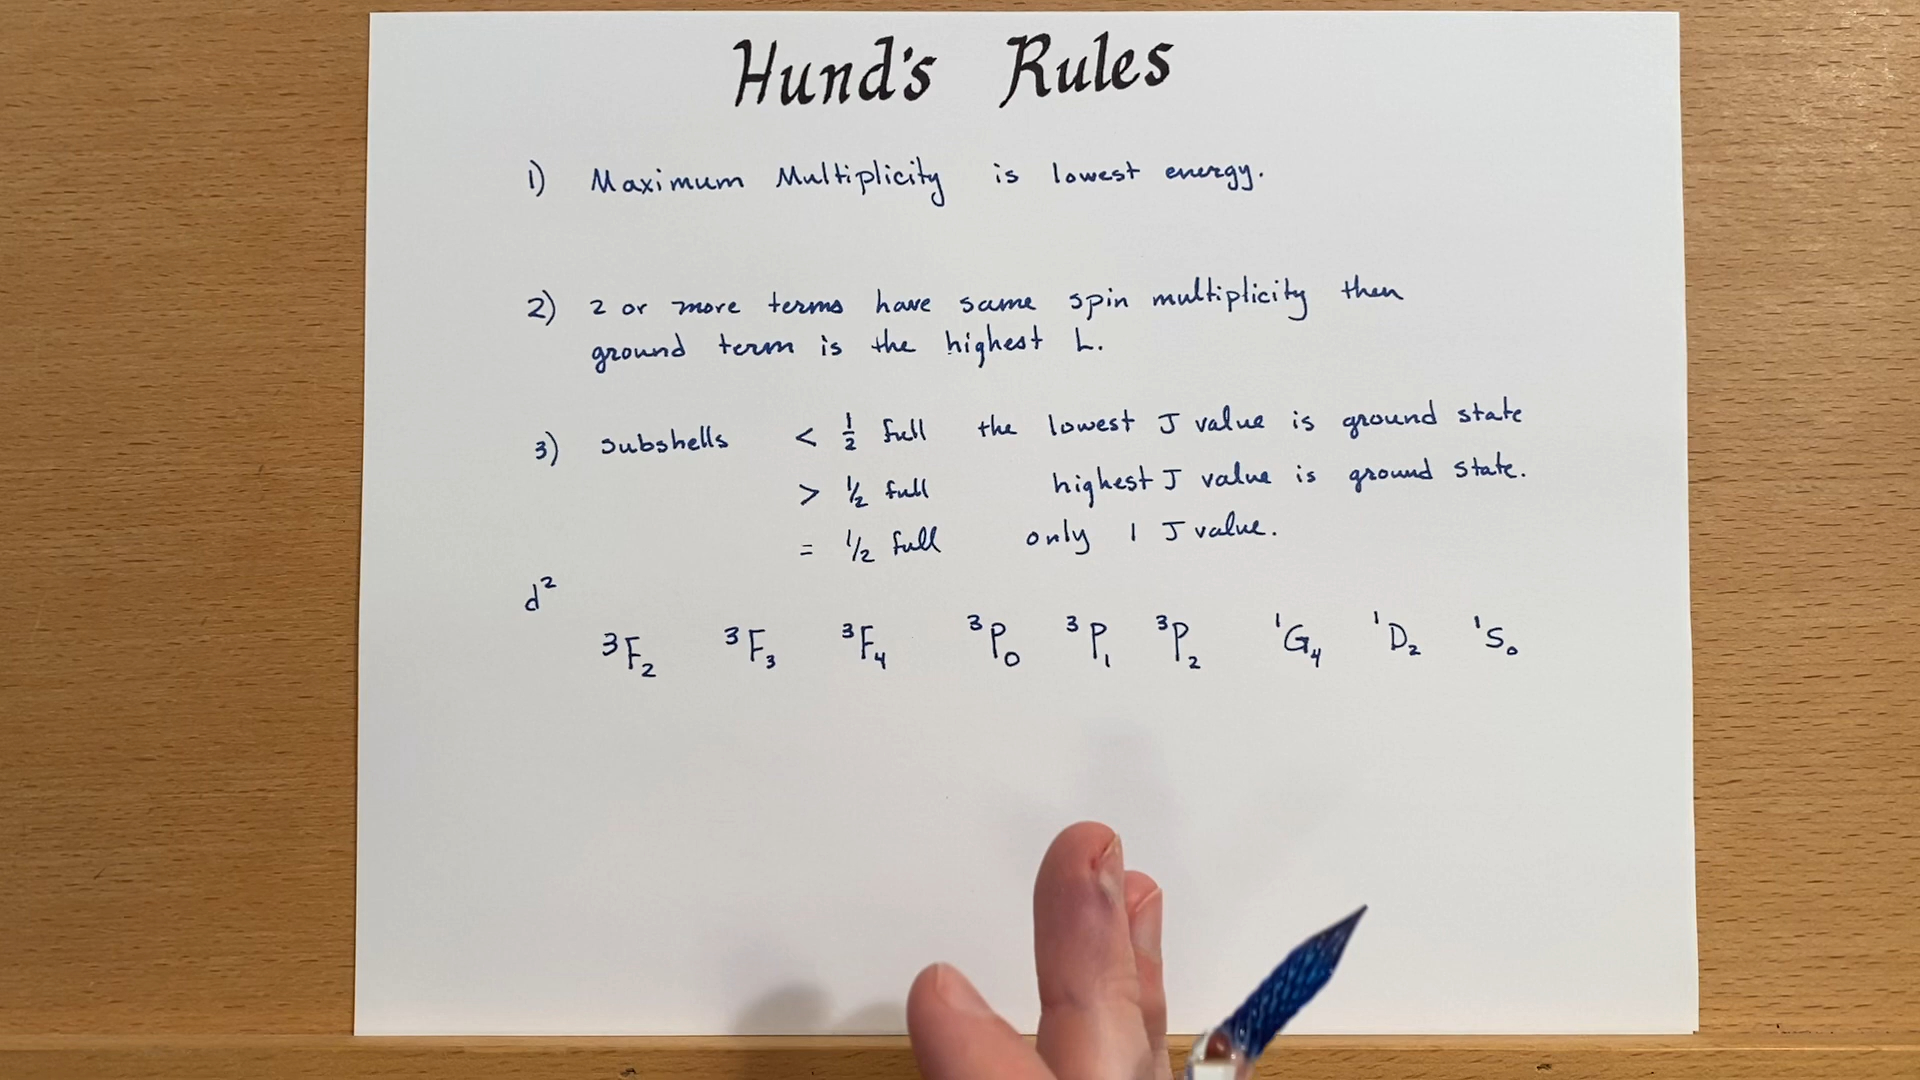 Hund's Rules
1) Maximum Multiplicity is lowest energy.
2) 2 or more terms have same spin multiplicity then
ground term is the highest L.
3) subshells < ½ full the lowest J value is ground state
> ½ full highest J value is ground state.
= ½ full only 1 J value.
d²
³F₂ ³F₃ ³F₄ ³P₀ ³P₁ ³P₂ ¹G₄ ¹D₂ ¹S₀